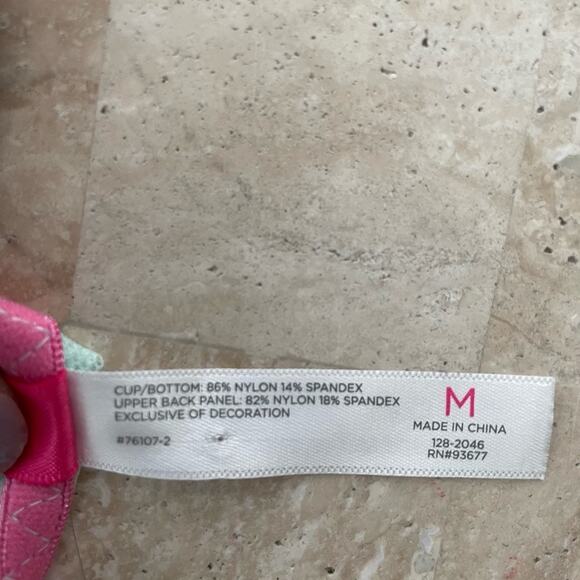 CUP/BOTTOM: 86% NYLON 14% SPANDEX
UPPER BACK PANEL: 82% NYLON 18% SPANDEX
EXCLUSIVE OF DECORATION
#76107-2
M
MADE IN CHINA
128-2046
RN#93677